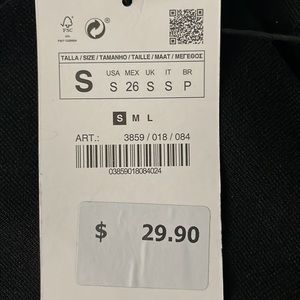 FSC
TALLA / SIZE / TAMANHO / TAILLE / MAAT / ΜΕΓΕΘΟΣ
S
USA MEX UK IT BR
S 26 S S P
S M L
ART.: 3859 / 018 / 084
03859018084024
$ 29.90